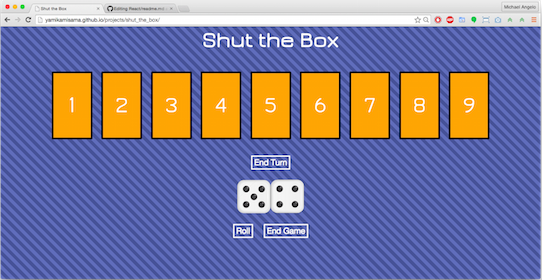 Shut the Box
Editing React/readme.md
Michael Angelo
yamikamisama.github.io/projects/shut_the_box/
Shut the Box
1 2 3 4 5 6 7 8 9
End Turn
Roll End Game